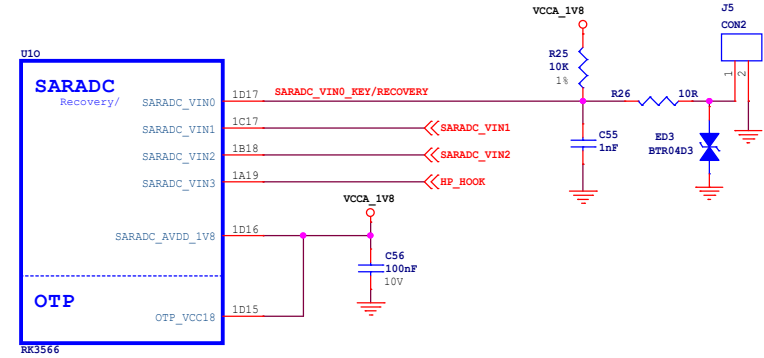 VCCA_1V8
J5
CON2
U1O
R25
10K
1%
SARADC
Recovery/
SARADC_VIN0
1D17
SARADC_VIN0_KEY/RECOVERY
R26
10R
1
2
SARADC_VIN1
1C17
SARADC_VIN1
C55
1nF
ED3
BTR04D3
SARADC_VIN2
1B18
SARADC_VIN2
SARADC_VIN3
1A19
HP_HOOK
VCCA_1V8
SARADC_AVDD_1V8
1D16
C56
100nF
10V
OTP
OTP_VCC18
1D15
RK3566